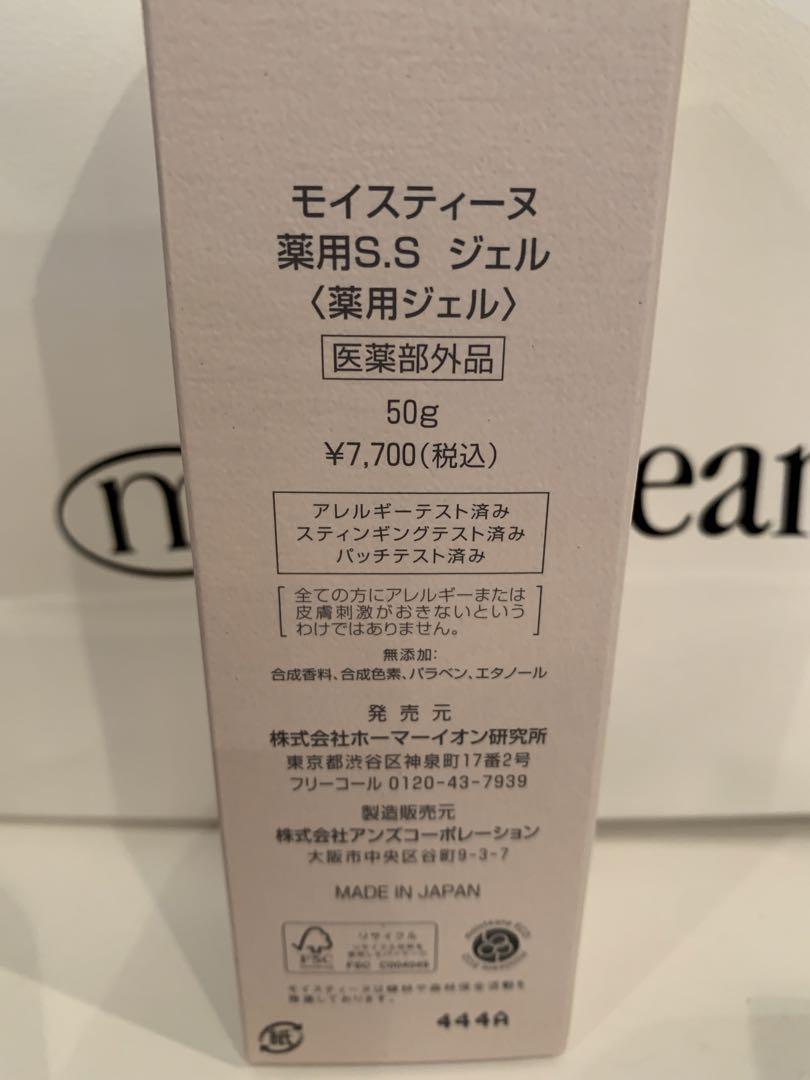 モイスティーヌ
薬用S.S ジェル
〈薬用ジェル〉
医薬部外品
50g
¥7,700(税込)
アレルギーテスト済み
スティンギングテスト済み
パッチテスト済み
全ての方にアレルギーまたは
皮膚刺激がおきないという
わけではありません。
無添加:
合成香料、合成色素、パラベン、エタノール
発売元
株式会社ホーマーイオン研究所
東京都渋谷区神泉町17番2号
フリーコール 0120-43-7939
製造販売元
株式会社アンズコーポレーション
大阪市中央区谷町9-3-7
MADE IN JAPAN
リサイクル
FSC
444A
紙
m
ear